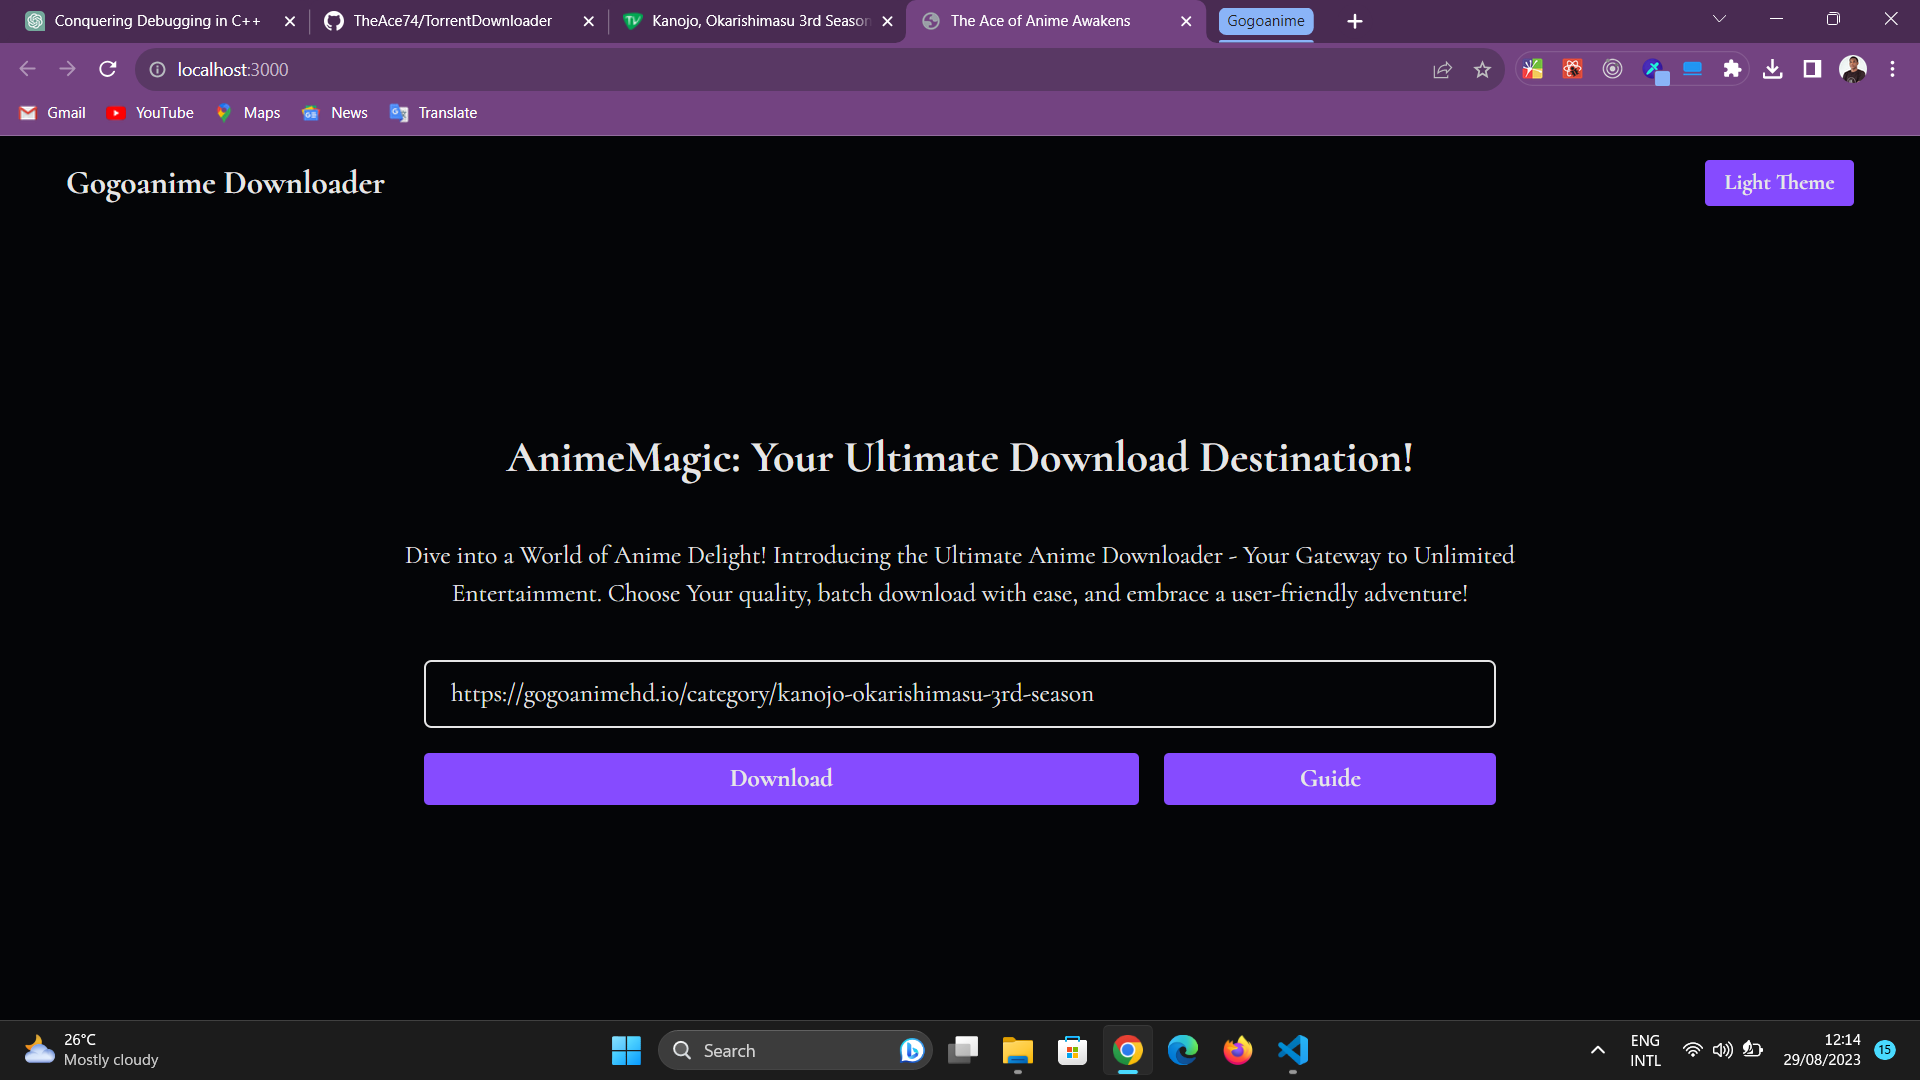 Conquering Debugging in C++
TheAce74/TorrentDownloader
Kanojo, Okarishimasu 3rd Season
The Ace of Anime Awakens
Gogoanime
localhost:3000
Gmail
YouTube
Maps
News
Translate
Gogoanime Downloader
Light Theme
AnimeMagic: Your Ultimate Download Destination!
Dive into a World of Anime Delight! Introducing the Ultimate Anime Downloader - Your Gateway to Unlimited
Entertainment. Choose Your quality, batch download with ease, and embrace a user-friendly adventure!
https://gogoanimehd.io/category/kanojo-okarishimasu-3rd-season
Download
Guide
26°C
Mostly cloudy
Search
ENG
INTL
12:14
29/08/2023
15